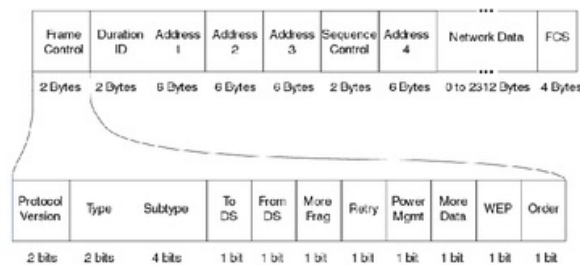 Frame Control
Duration ID
Address 1
Address 2
Address 3
Sequence Control
Address 4
Network Data
FCS
2 Bytes 2 Bytes 6 Bytes 6 Bytes 6 Bytes 2 Bytes 6 Bytes 0 to 2312 Bytes 4 Bytes
Protocol Version
Type
Subtype
To DS
From DS
More Frag
Retry
Power Mgmt
More Data
WEP
Order
2 bits 2 bits 4 bits 1 bit 1 bit 1 bit 1 bit 1 bit 1 bit 1 bit 1 bit